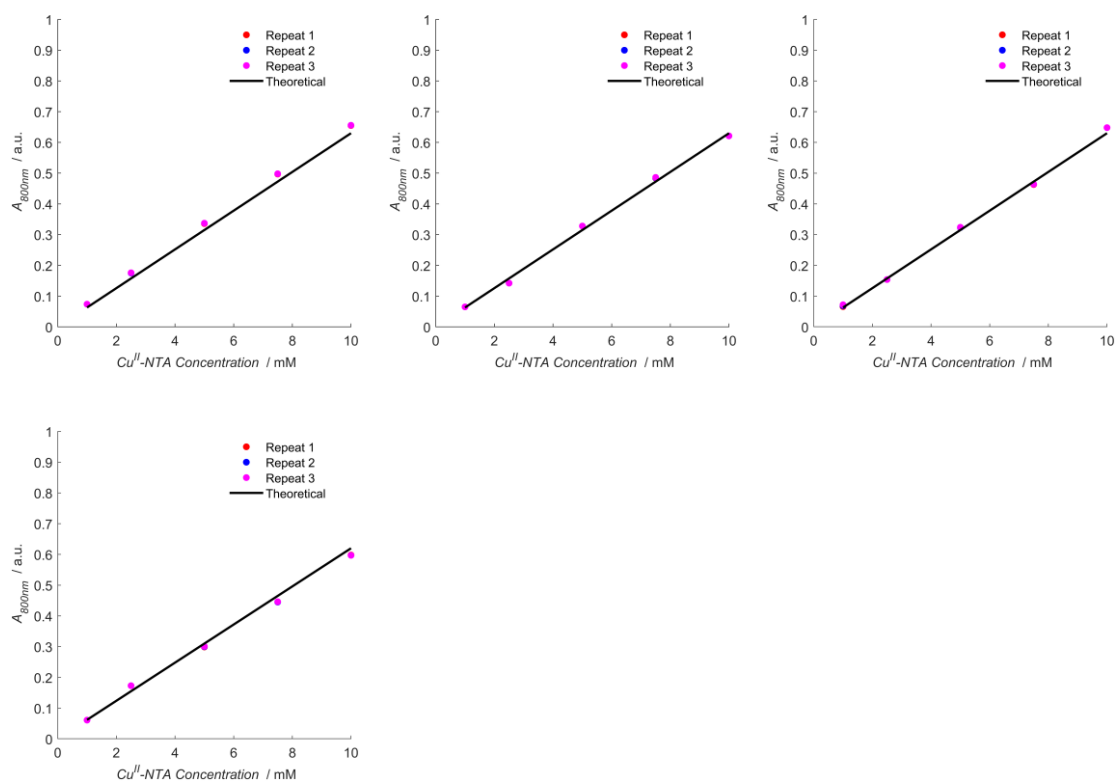 1
0.9
0.8
0.7
0.6
0.5
0.4
0.3
0.2
0.1
0
A800nm / a.u.
Repeat 1
Repeat 2
Repeat 3
Theoretical
0 2 4 6 8 10
CuII-NTA Concentration / mM
1
0.9
0.8
0.7
0.6
0.5
0.4
0.3
0.2
0.1
0
A800nm / a.u.
Repeat 1
Repeat 2
Repeat 3
Theoretical
0 2 4 6 8 10
CuII-NTA Concentration / mM
1
0.9
0.8
0.7
0.6
0.5
0.4
0.3
0.2
0.1
0
A800nm / a.u.
Repeat 1
Repeat 2
Repeat 3
Theoretical
0 2 4 6 8 10
CuII-NTA Concentration / mM
1
0.9
0.8
0.7
0.6
0.5
0.4
0.3
0.2
0.1
0
A800nm / a.u.
Repeat 1
Repeat 2
Repeat 3
Theoretical
0 2 4 6 8 10
CuII-NTA Concentration / mM